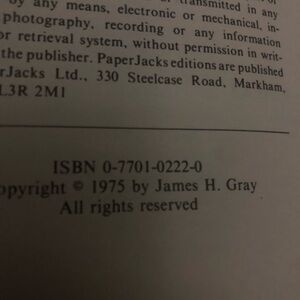 transmitted in any
by any means, electronic or mechanical, in-
photography, recording or any information
or retrieval system, without permission in writ-
the publisher. PaperJacks editions are published
rJacks Ltd., 330 Steelcase Road, Markham,
L3R 2M1
ISBN 0-7701-0222-0
opyright © 1975 by James H. Gray
All rights reserved